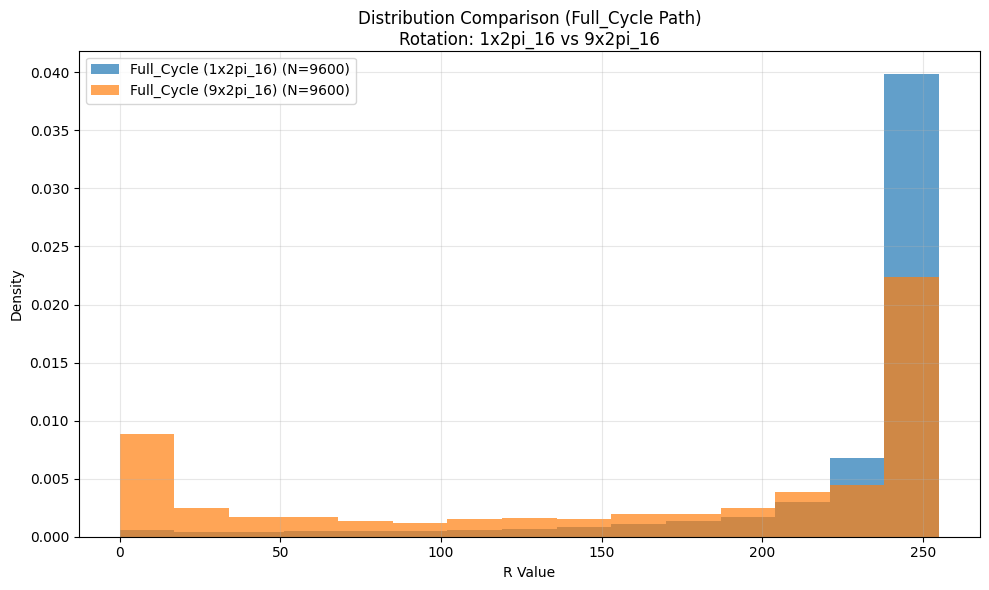 Distribution Comparison (Full_Cycle Path)
Rotation: 1x2pi_16 vs 9x2pi_16
Full_Cycle (1x2pi_16) (N=9600)
Full_Cycle (9x2pi_16) (N=9600)
Density
0.040
0.035
0.030
0.025
0.020
0.015
0.010
0.005
0.000
0 50 100 150 200 250
R Value